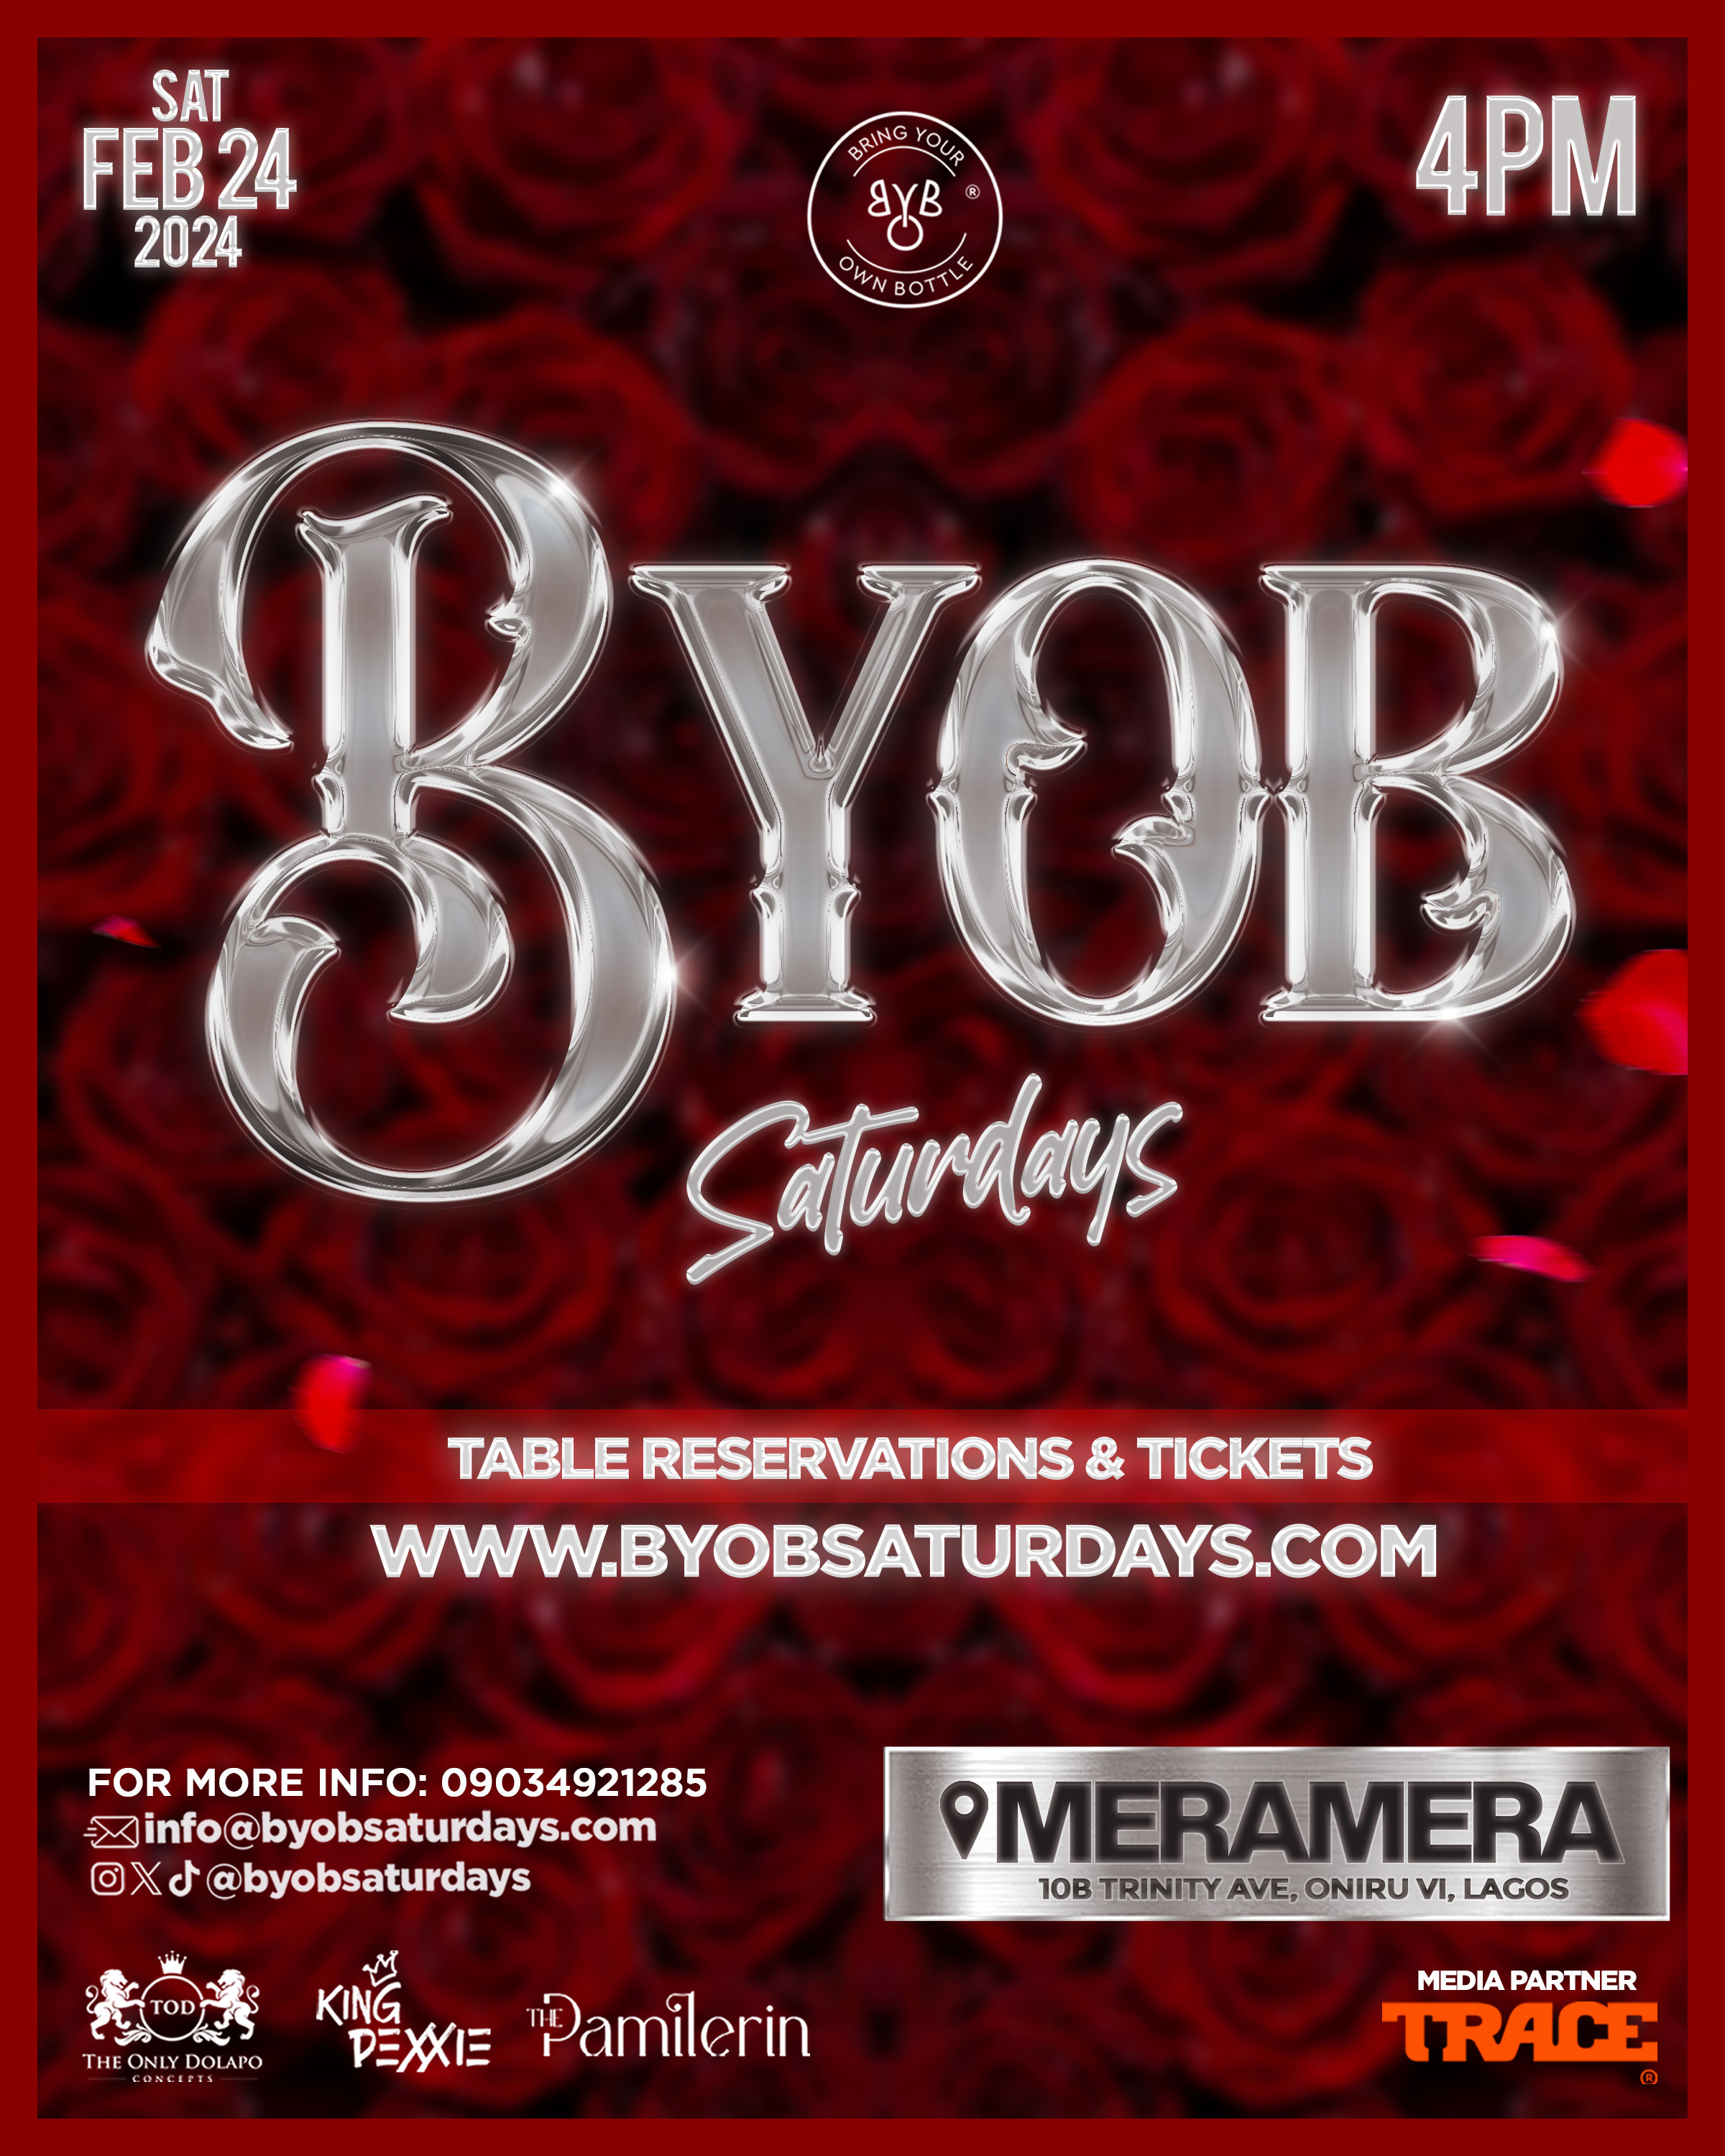 SAT
FEB 24
2024
BRING YOUR
BYOB ®
OWN BOTTLE
4PM
BYOB
Saturdays
TABLE RESERVATIONS & TICKETS
WWW.BYOBSATURDAYS.COM
FOR MORE INFO: 09034921285
info@byobsaturdays.com
@byobsaturdays
MERAMERA
10B TRINITY AVE, ONIRU VI, LAGOS
TOD
THE ONLY DOLAPO
CONCEPTS
KING
PEXXIE
THE Pamilerin
MEDIA PARTNER
TRACE
®